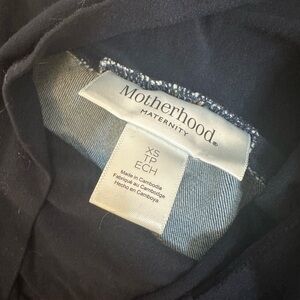 Motherhood®
MATERNITY
XS
TP
ECH
Made in Cambodia
Fabriqué au Cambodge
Hecho en Camboya